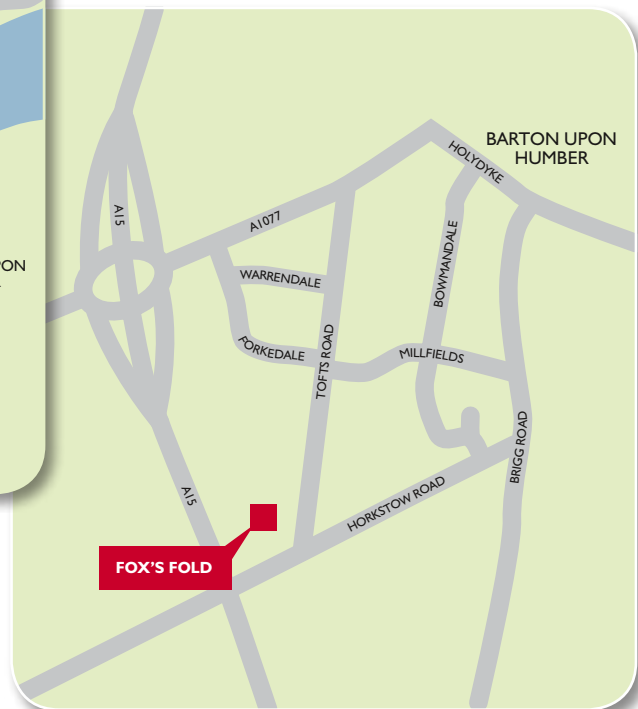 BARTON UPON
HUMBER
HOLYDYKE
A15
A1077
BOWMANDALE
WARRENDALE
FORKEDALE
TOFTS ROAD
MILLFIELDS
BRIGG ROAD
A15
HORKSTOW ROAD
FOX'S FOLD